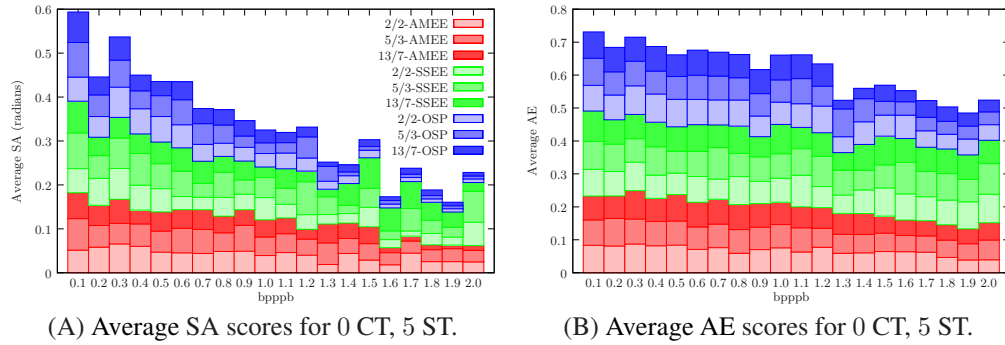 0.6
0.5
0.4
0.3
0.2
0.1
0
Average SA (radians)
2/2-AMEE
5/3-AMEE
13/7-AMEE
2/2-SSEE
5/3-SSEE
13/7-SSEE
2/2-OSP
5/3-OSP
13/7-OSP
0.1 0.2 0.3 0.4 0.5 0.6 0.7 0.8 0.9 1.0 1.1 1.2 1.3 1.4 1.5 1.6 1.7 1.8 1.9 2.0
bpppb
(A) Average SA scores for 0 CT, 5 ST.
0.8
0.7
0.6
0.5
0.4
0.3
0.2
0.1
0
Average AE
0.1 0.2 0.3 0.4 0.5 0.6 0.7 0.8 0.9 1.0 1.1 1.2 1.3 1.4 1.5 1.6 1.7 1.8 1.9 2.0
bpppb
(B) Average AE scores for 0 CT, 5 ST.